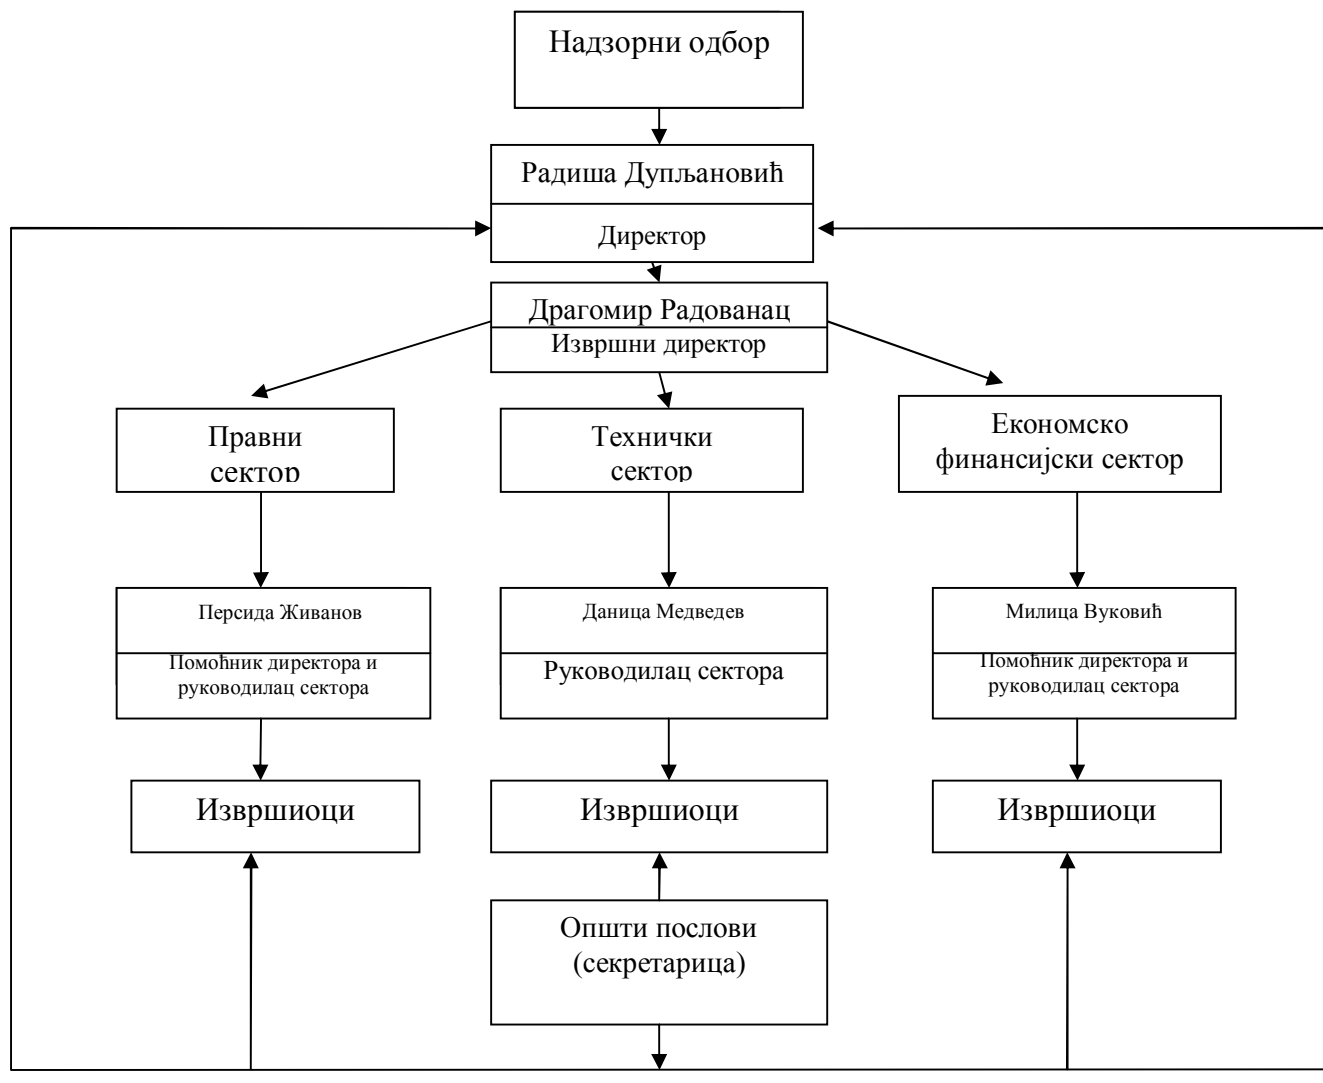 Надзорни одбор
Радиша Дупљановић
Директор
Драгомир Радованац
Извршни директор
Правни
сектор
Технички
сектор
Економско
финансијски сектор
Персида Живанов
Помоћник директора и
руководилац сектора
Даница Медведев
Руководилац сектора
Милица Вуковић
Помоћник директора и
руководилац сектора
Извршиоци
Извршиоци
Извршиоци
Општи послови
(секретарица)